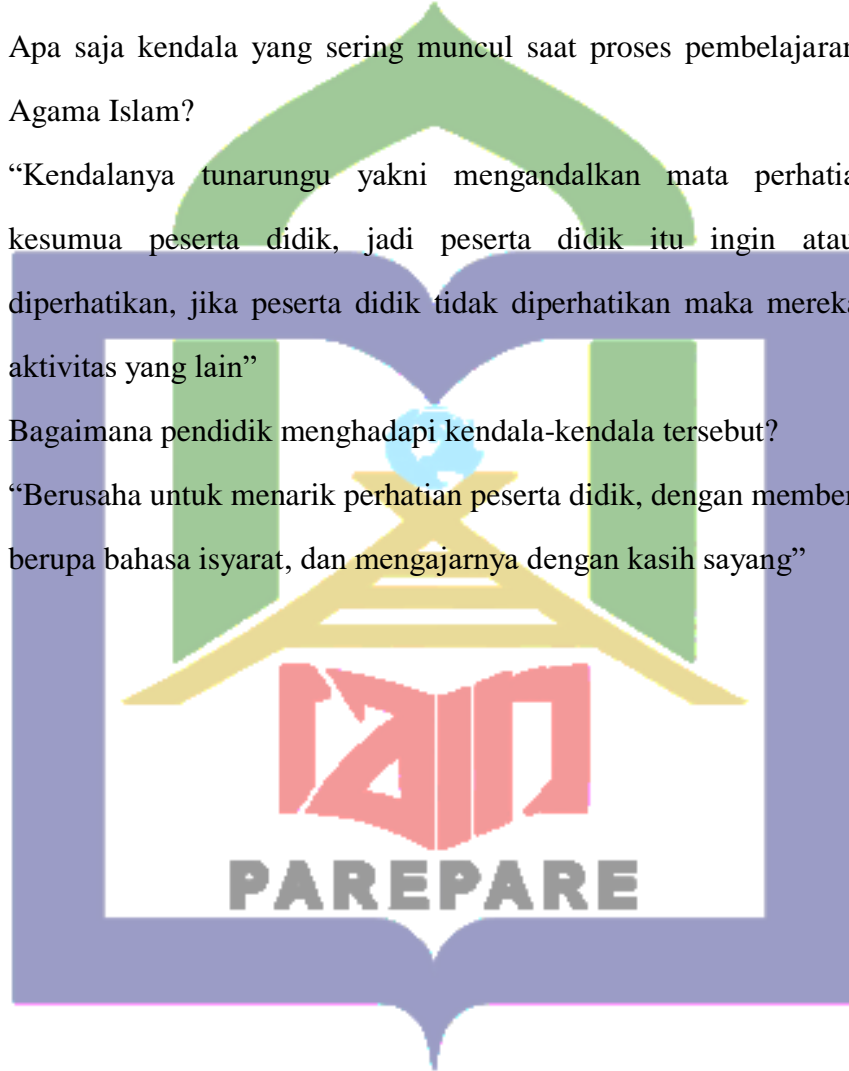 Apa saja kendala yang sering muncul saat proses pembelajaran
Agama Islam?
“Kendalanya tunarungu yakni mengandalkan mata perhatia
kesumua peserta didik, jadi peserta didik itu ingin atau
diperhatikan, jika peserta didik tidak diperhatikan maka mereka
aktivitas yang lain”
Bagaimana pendidik menghadapi kendala-kendala tersebut?
“Berusaha untuk menarik perhatian peserta didik, dengan member
berupa bahasa isyarat, dan mengajarnya dengan kasih sayang”
iain
PAREPARE